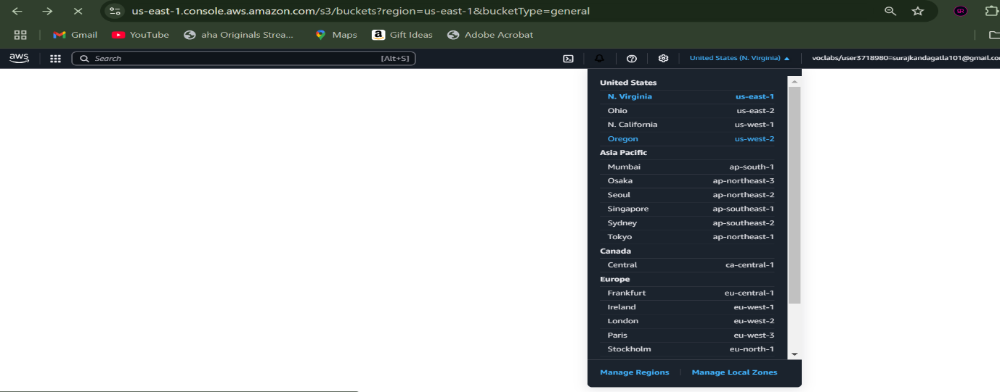 us-east-1.console.aws.amazon.com/s3/buckets?region=us-east-1&bucketType=general
Gmail YouTube aha Originals Strea... Maps a Gift Ideas Adobe Acrobat
aws Search [Alt+S] United States (N. Virginia) voclabs/user3718980=surajkandagatla101@gmail.co
United States
N. Virginia us-east-1
Ohio us-east-2
N. California us-west-1
Oregon us-west-2
Asia Pacific
Mumbai ap-south-1
Osaka ap-northeast-3
Seoul ap-northeast-2
Singapore ap-southeast-1
Sydney ap-southeast-2
Tokyo ap-northeast-1
Canada
Central ca-central-1
Europe
Frankfurt eu-central-1
Ireland eu-west-1
London eu-west-2
Paris eu-west-3
Stockholm eu-north-1
Manage Regions Manage Local Zones